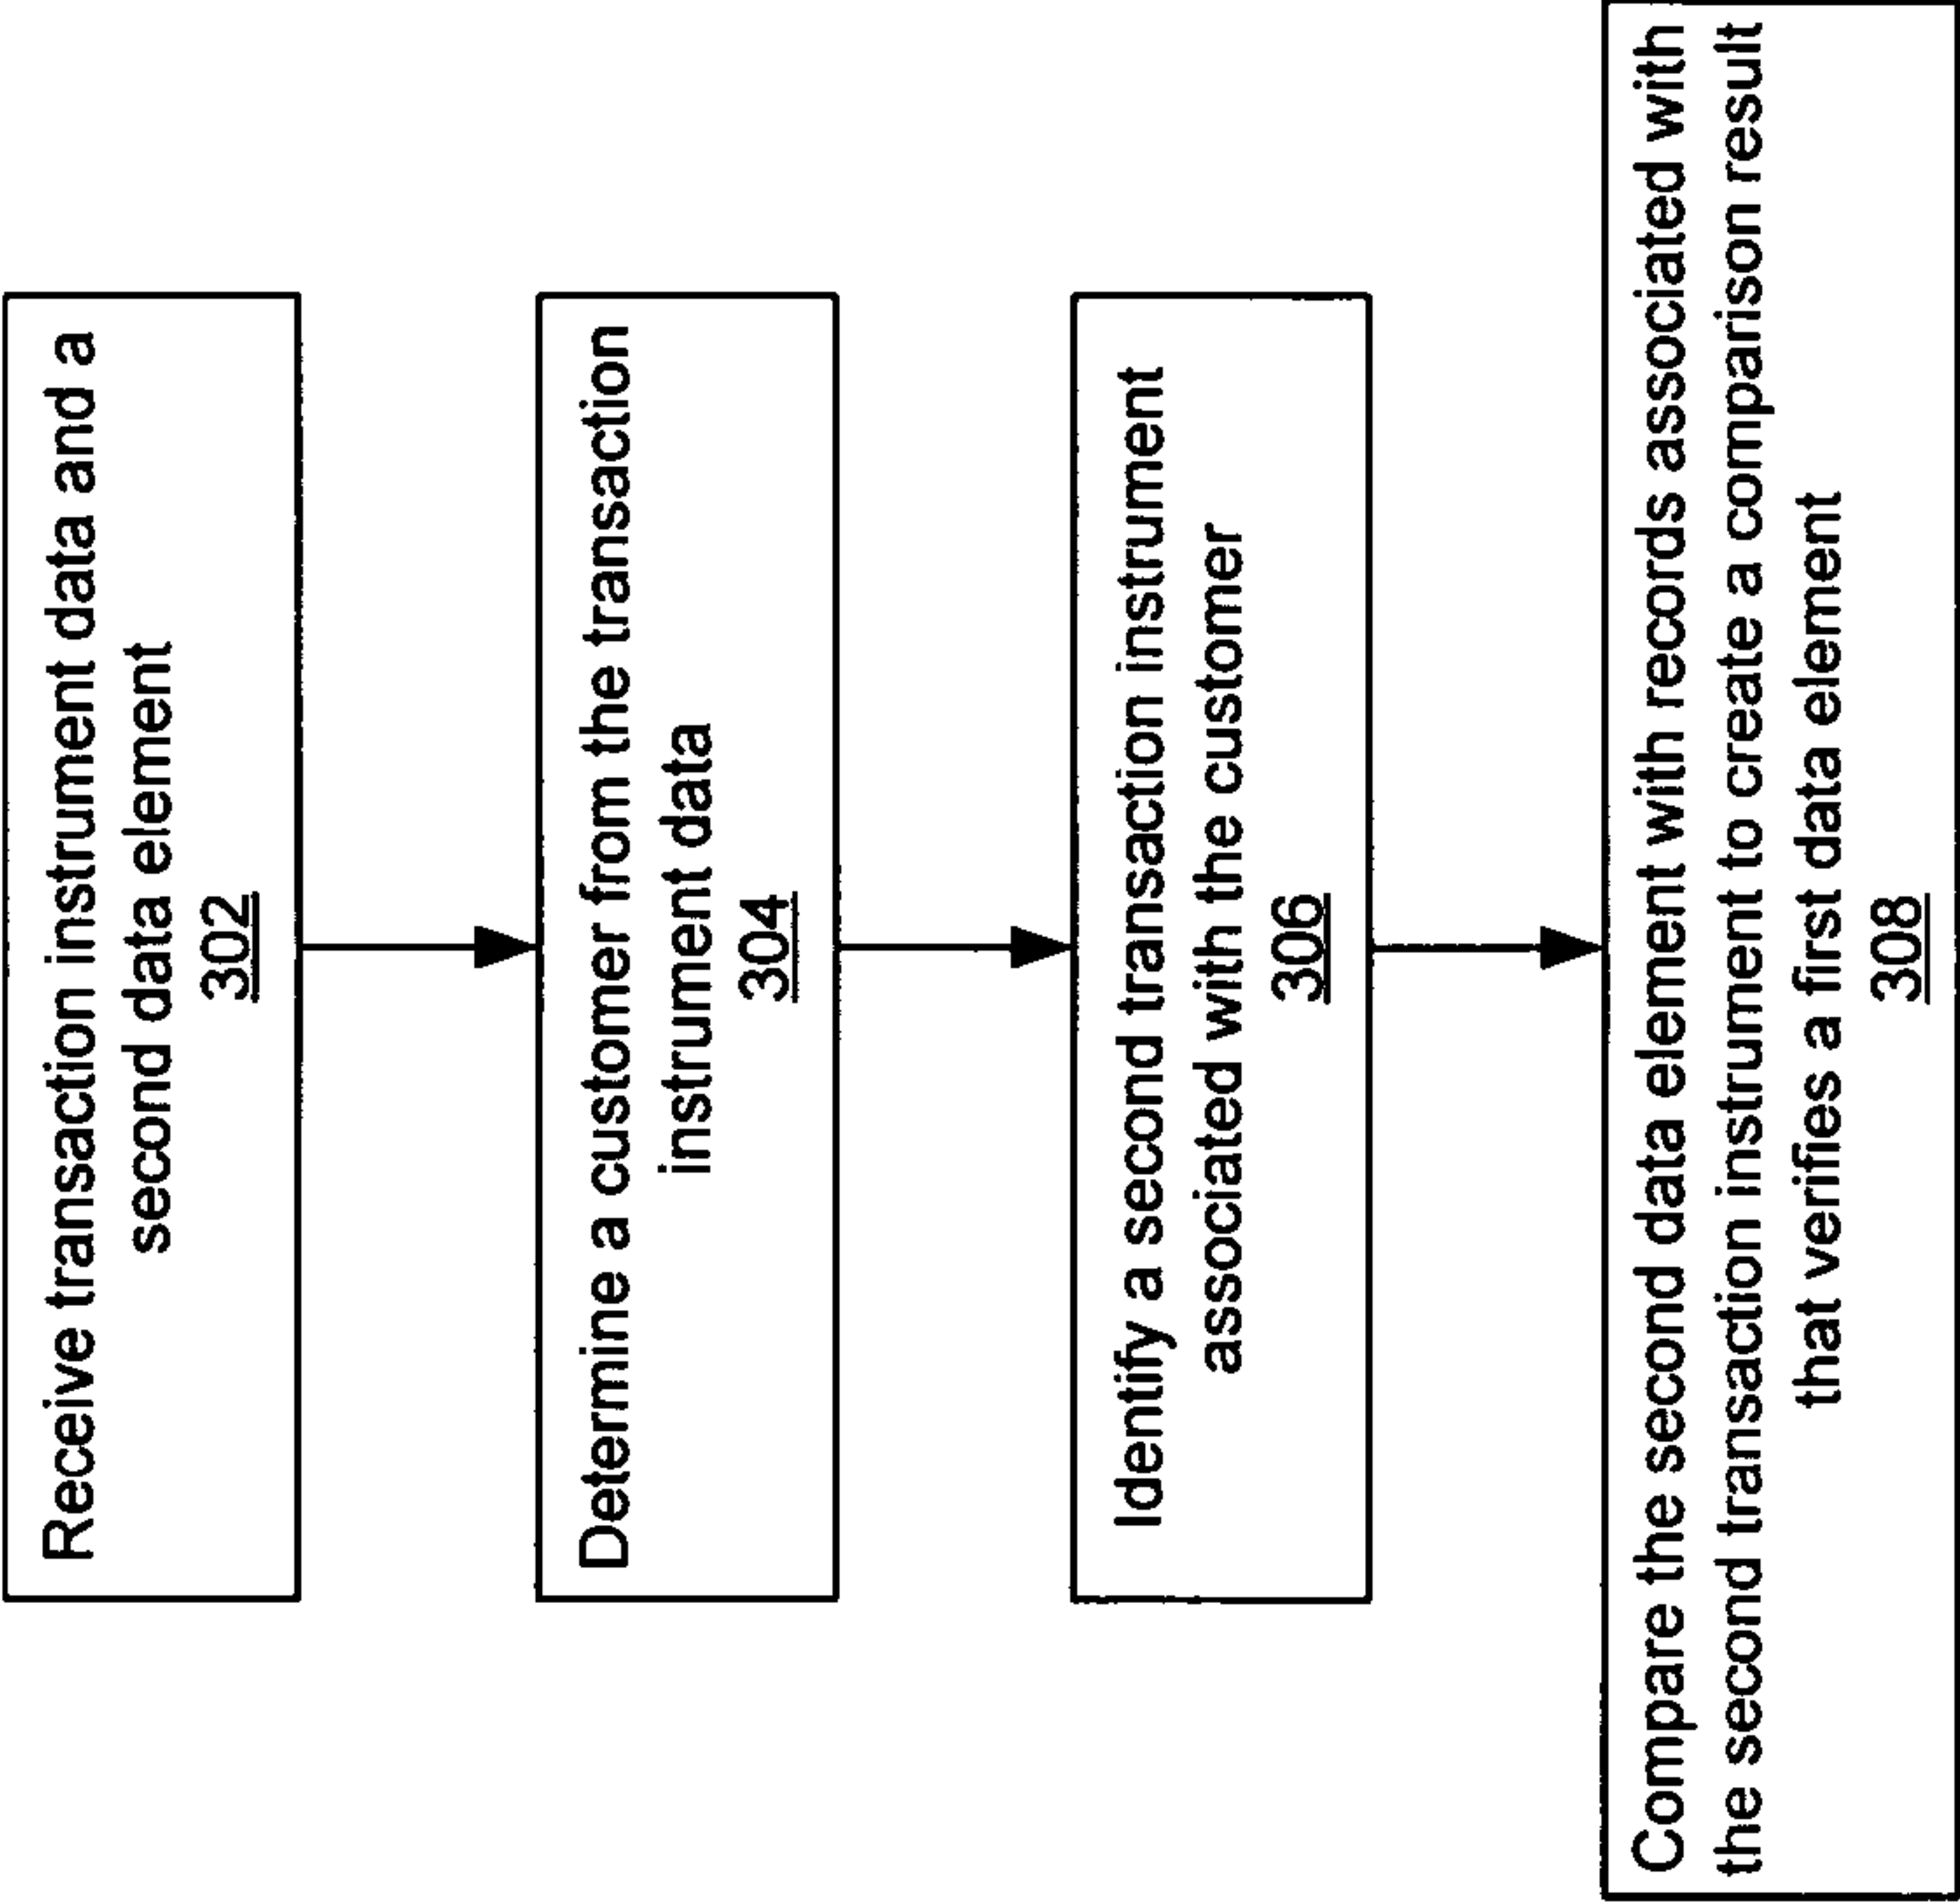 Receive transaction instrument data and a
second data element
302
Determine a customer from the transaction
instrument data
304
Identify a second transaction instrument
associated with the customer
306
Compare the second data element with records associated with
the second transaction instrument to create a comparison result
that verifies a first data element
308